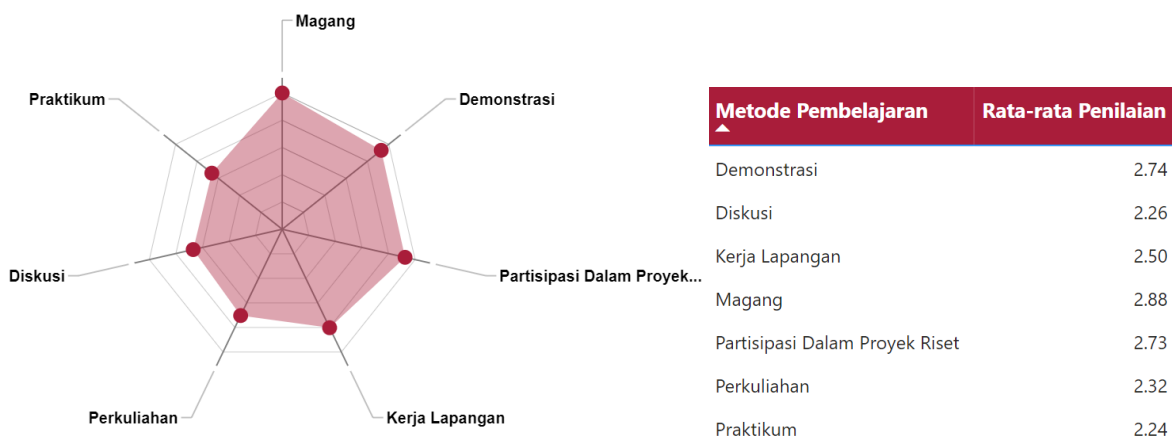 Magang
Praktikum
Demonstrasi
Diskusi
Partisipasi Dalam Proyek...
Perkuliahan
Kerja Lapangan
Metode Pembelajaran Rata-rata Penilaian
Demonstrasi 2.74
Diskusi 2.26
Kerja Lapangan 2.50
Magang 2.88
Partisipasi Dalam Proyek Riset 2.73
Perkuliahan 2.32
Praktikum 2.24